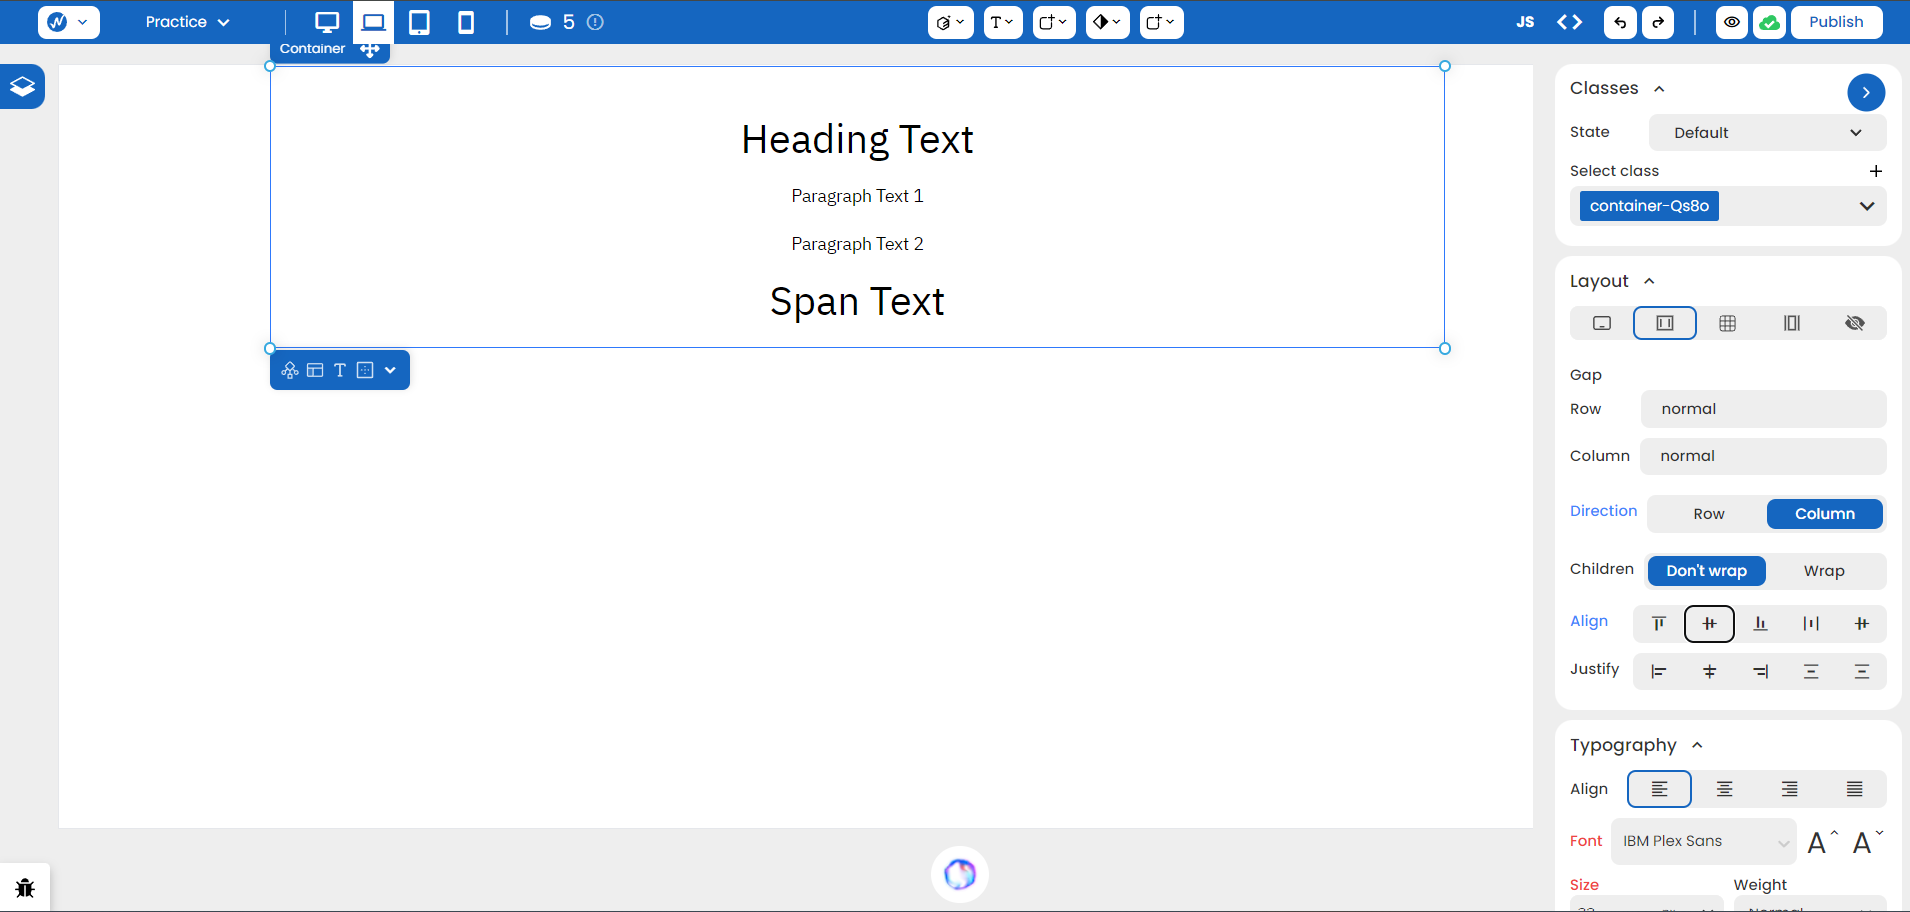 Practice
5
JS
Publish
Container
Heading Text
Paragraph Text 1
Paragraph Text 2
Span Text
T
T
Classes
State
Default
Select class
container-Qs8o
Layout
Gap
Row
normal
Column
normal
Direction
Row
Column
Children
Don't wrap
Wrap
Align
Justify
Typography
Align
Font
IBM Plex Sans
A
A
Size
Weight
Normal